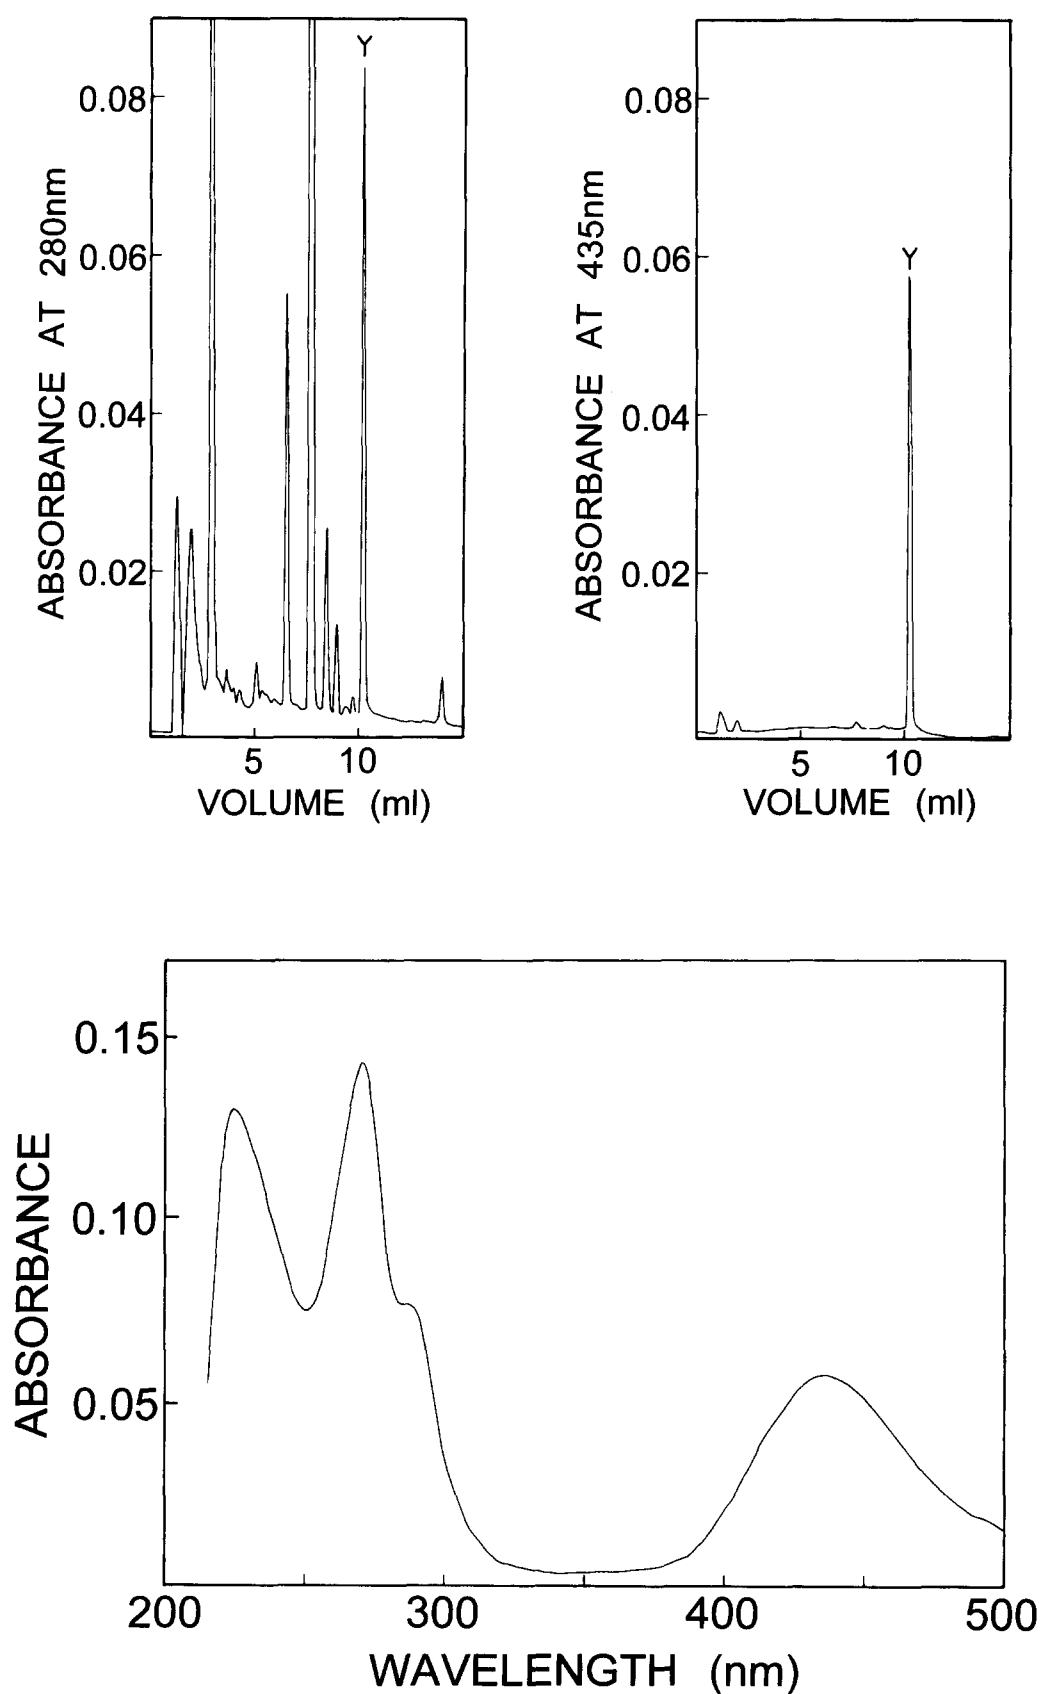 Y
0.08
0.06
0.04
0.02
ABSORBANCE AT 280nm
5 10
VOLUME (ml)
Y
0.08
0.06
0.04
0.02
ABSORBANCE AT 435nm
5 10
VOLUME (ml)
0.15
0.10
0.05
ABSORBANCE
200 300 400 500
WAVELENGTH (nm)